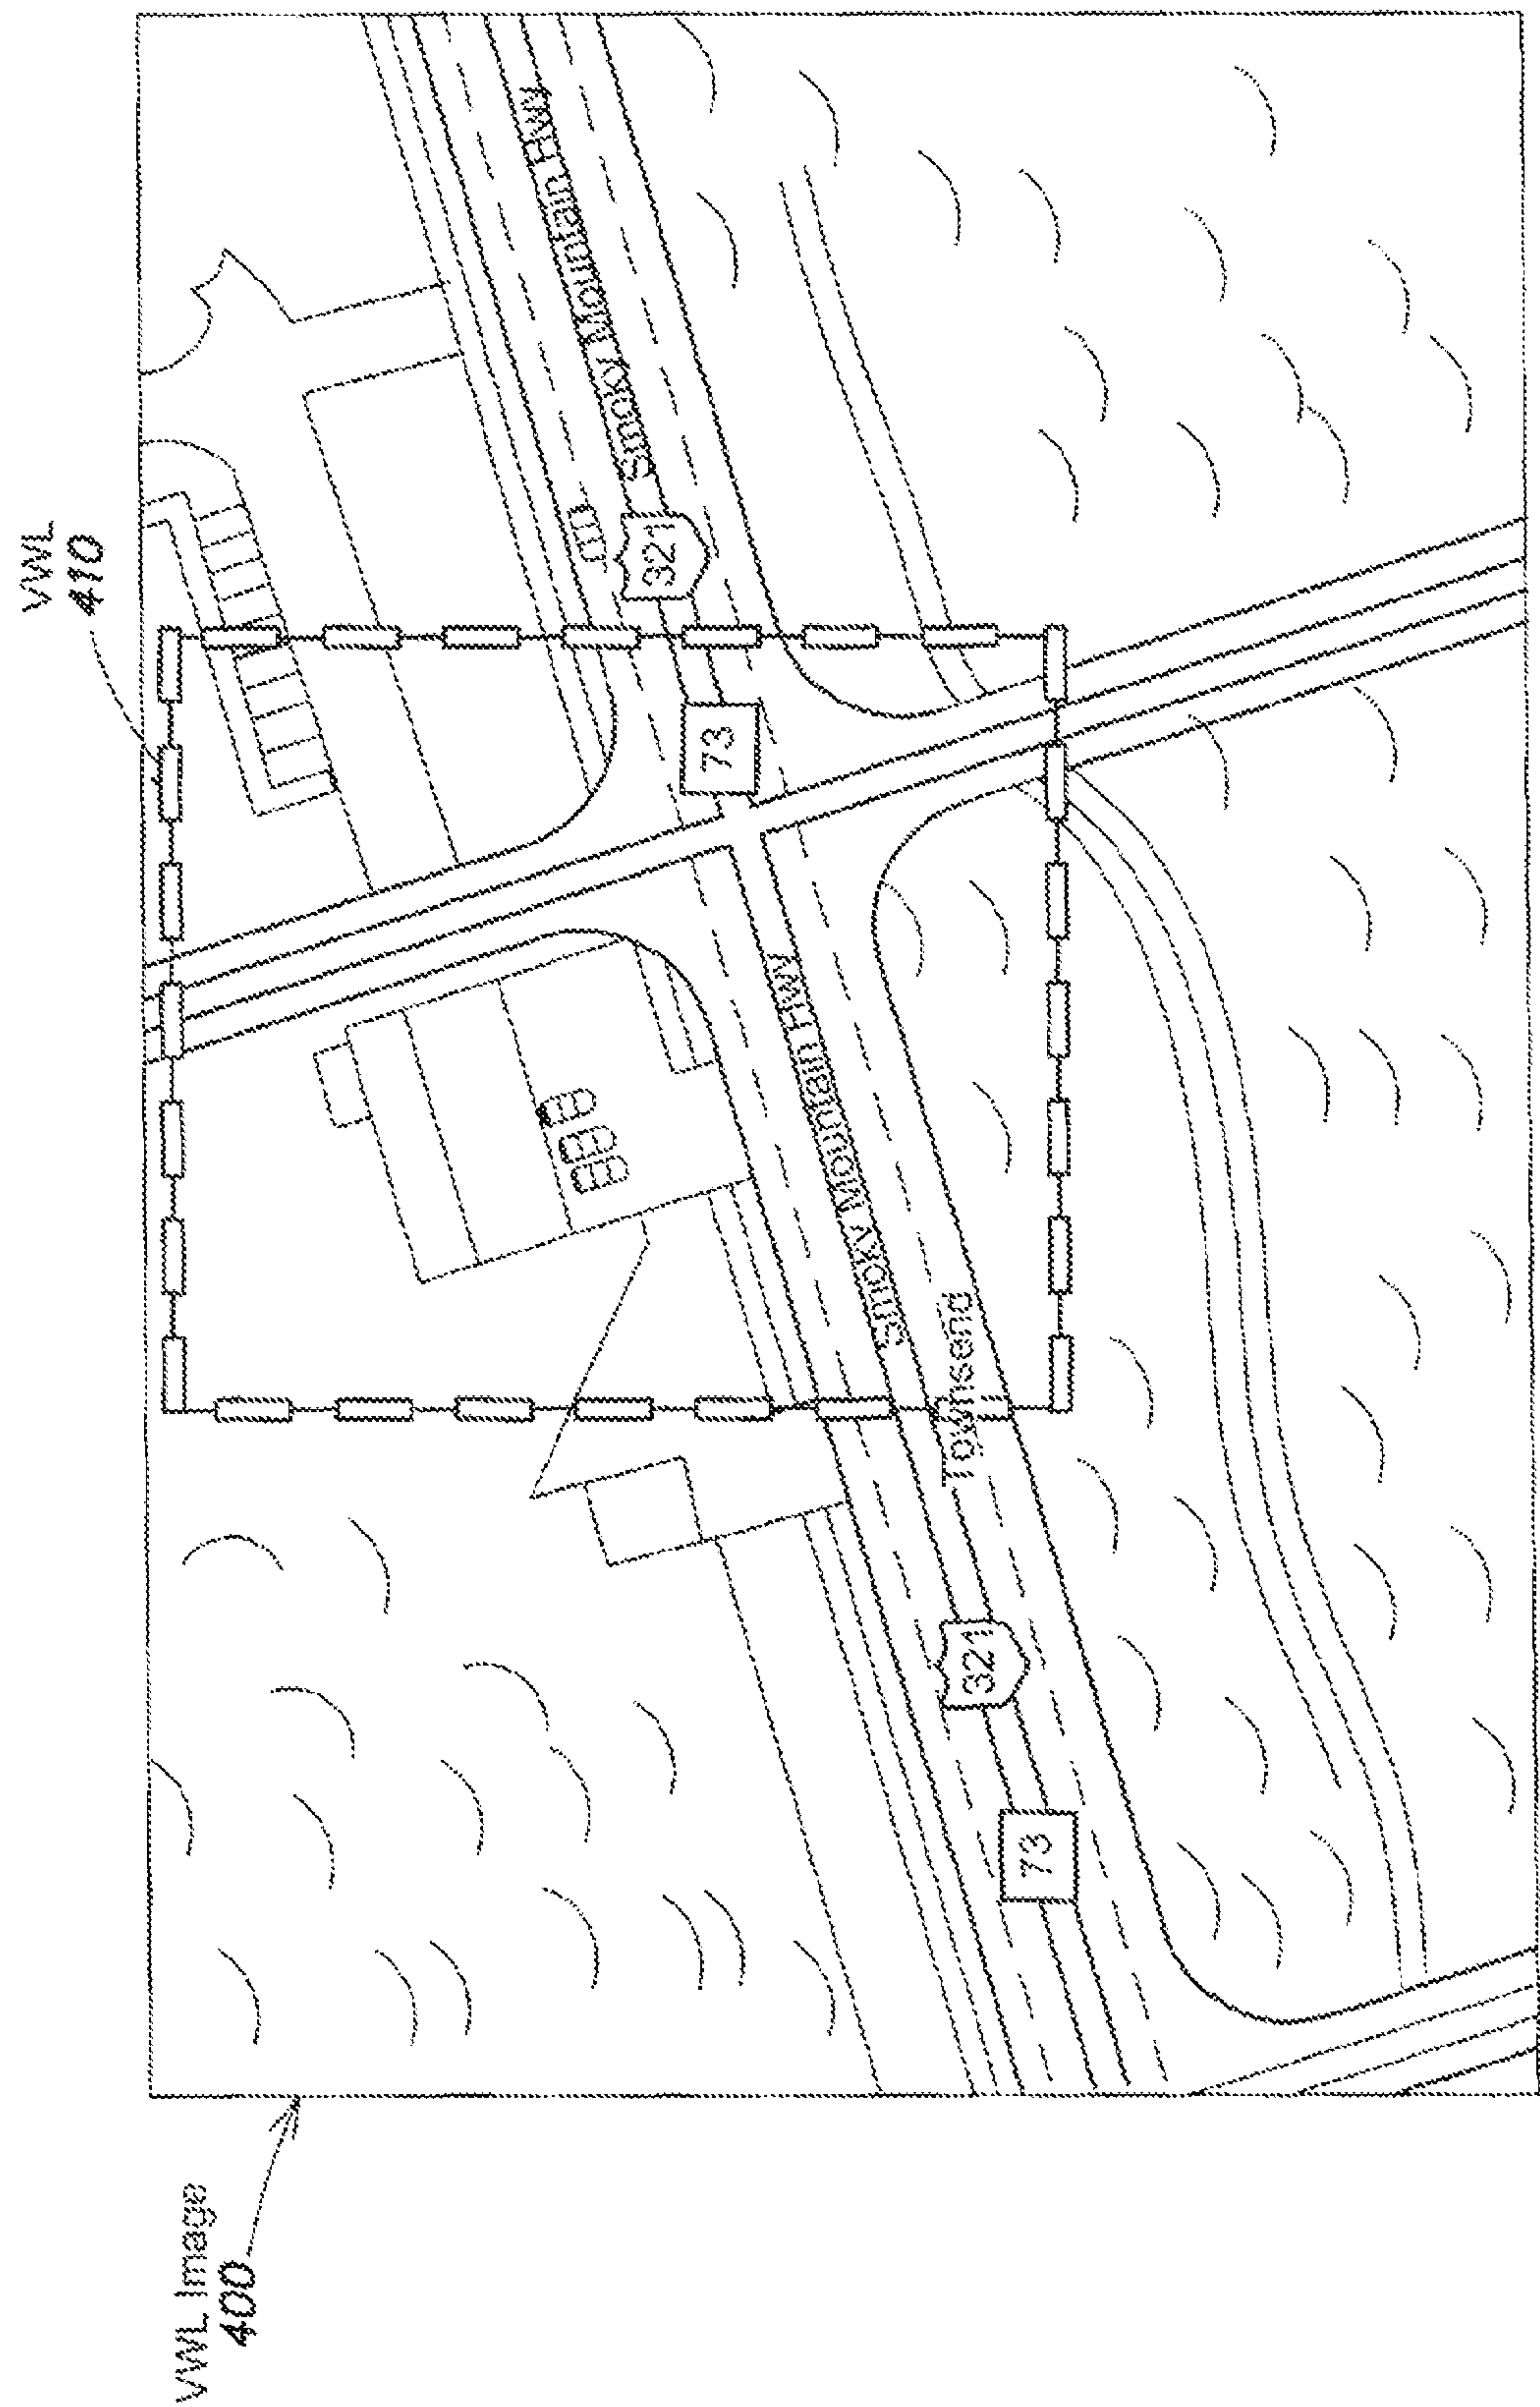 VWL
410
VWL Image
400
Smoky Mountain Hwy
321
73
Smoky Mountain Hwy
Townsend
321
73